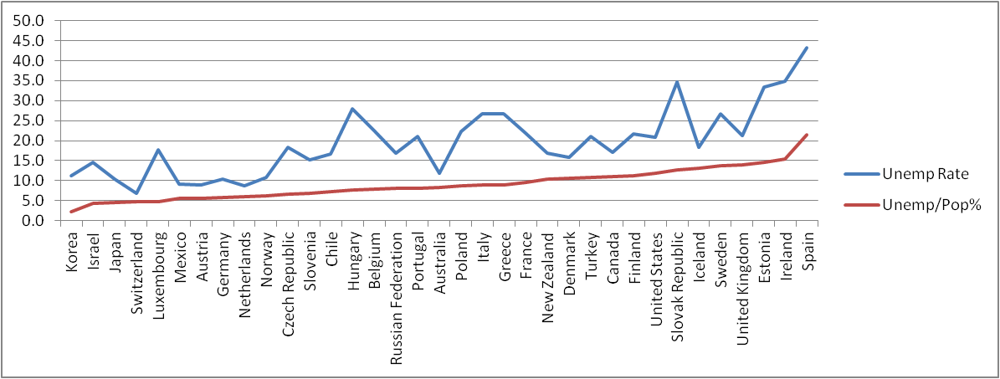 50.0
45.0
40.0
35.0
30.0
25.0
20.0
15.0
10.0
5.0
0.0
Korea
Israel
Japan
Switzerland
Luxembourg
Mexico
Austria
Germany
Netherlands
Norway
Czech Republic
Slovenia
Chile
Hungary
Belgium
Russian Federation
Portugal
Australia
Poland
Italy
Greece
France
New Zealand
Denmark
Turkey
Canada
Finland
United States
Slovak Republic
Iceland
Sweden
United Kingdom
Estonia
Ireland
Spain
Unemp Rate
Unemp/Pop%